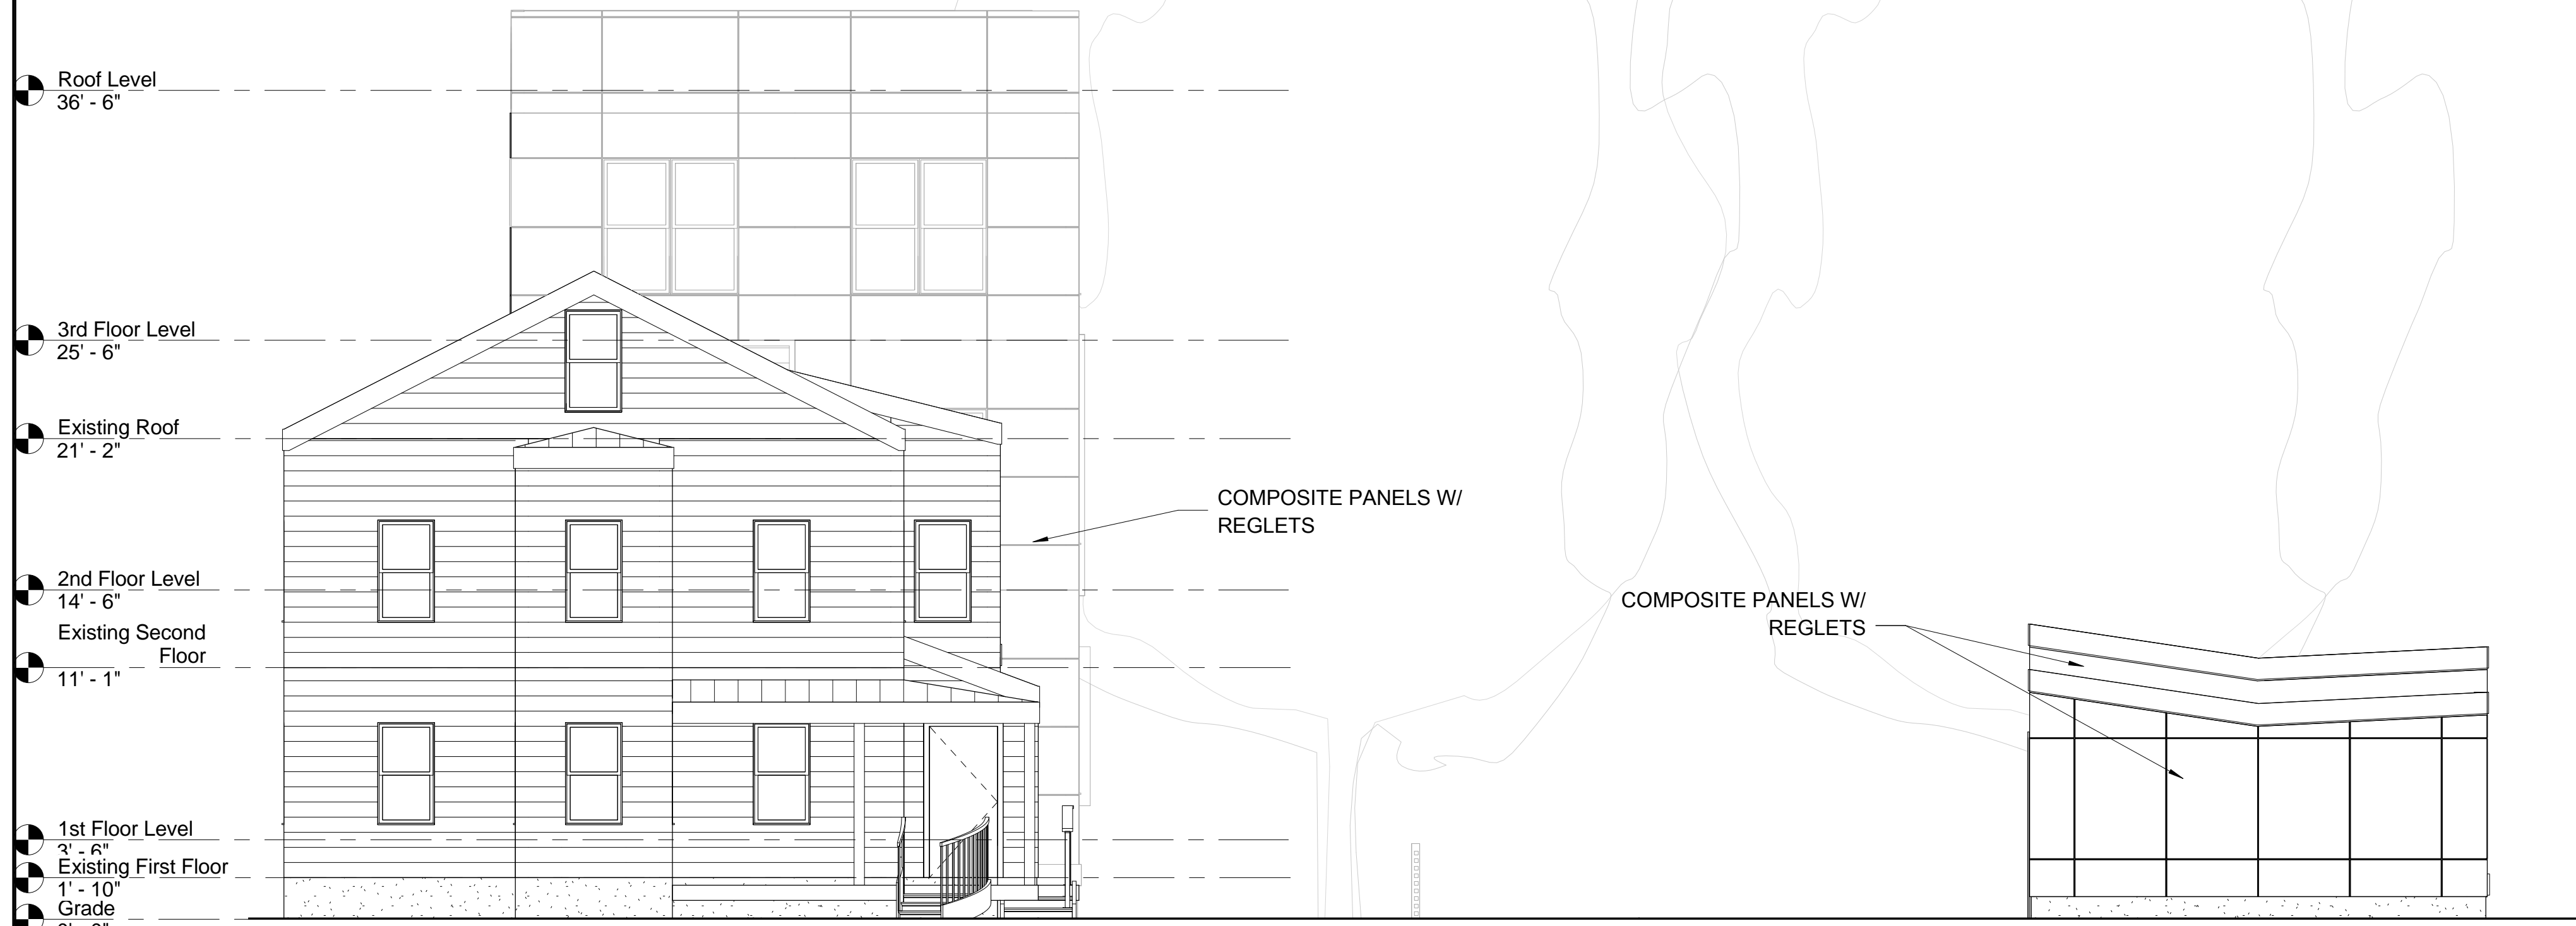 Roof Level
36' - 6"
3rd Floor Level
25' - 6"
Existing Roof
21' - 2"
COMPOSITE PANELS W/
REGLETS
2nd Floor Level
14' - 6"
COMPOSITE PANELS W/
REGLETS
Existing Second
Floor
11' - 1"
1st Floor Level
3' - 6"
Existing First Floor
1' - 10"
Grade